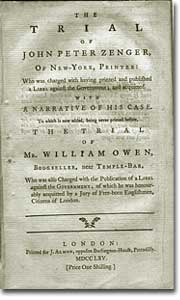 THE
TRIAL
OF
JOHN PETER ZENGER,
OF NEW-YORK, PRINTER:
Who was charged with having printed and published
a LIBEL against the Government; and acquitted.
WITH
A NARRATIVE OF HIS CASE.
To which is now added, being never printed before,
THE TRIAL
OF
MR. WILLIAM OWEN,
BOOKSELLER, near TEMPLE-BAR,
Who was also Charged with the Publication of a LIBEL
against the GOVERNMENT; of which he was honour-
ably acquitted by a Jury of Free-born Englishmen,
Citizens of London.
LONDON:
Printed for J. ALMON, opposite Burlington-House, Piccadilly.
MDCCLXV.
[Price One Shilling.]